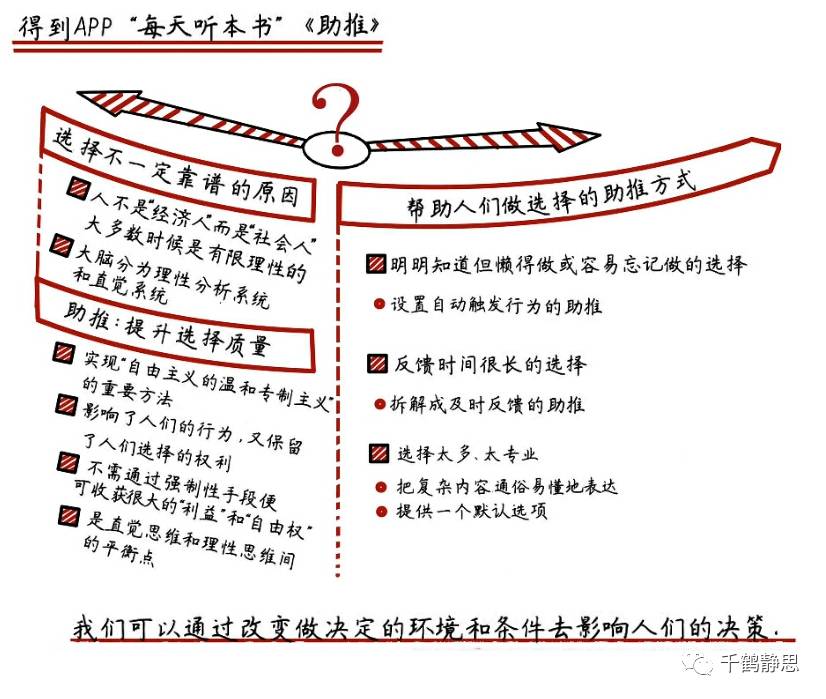 得到APP“每天听本书”《助推》
?
选择不一定靠谱的原因
人不是“经济人”而是“社会人”
大多数时候是有限理性的
大脑分为理性分析系统
和直觉系统
助推:提升选择质量
实现“自由主义的温和专制主义”
的重要方法
影响了人们的行为,又保留
了人们选择的权利
不需通过强制性手段便
可收获很大的“利益”和“自由权”
是直觉思维和理性思维间
的平衡点
帮助人们做选择的助推方式
明明知道但懒得做或容易忘记做的选择
设置自动触发行为的助推
反馈时间很长的选择
拆解成及时反馈的助推
选择太多、太专业
把复杂内容通俗易懂地表达
提供一个默认选项
我们可以通过改变做决定的环境和条件去影响人们的决策.
千鹤静思